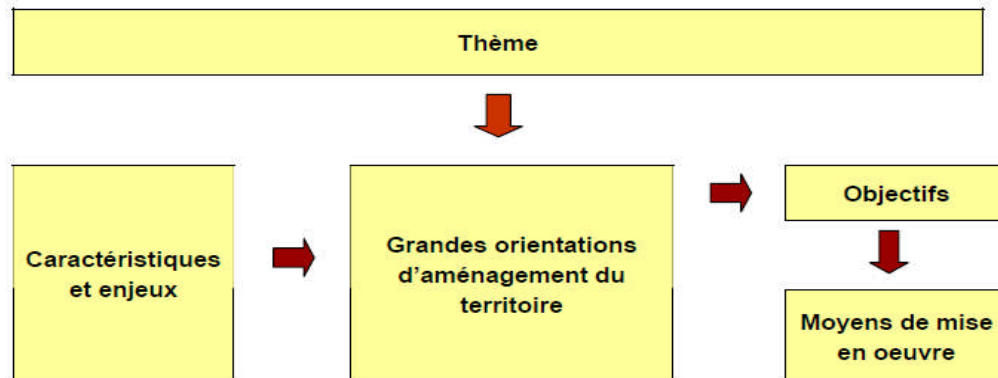 Thème
Caractéristiques
et enjeux
Grandes orientations
d'aménagement du
territoire
Objectifs
Moyens de mise
en oeuvre